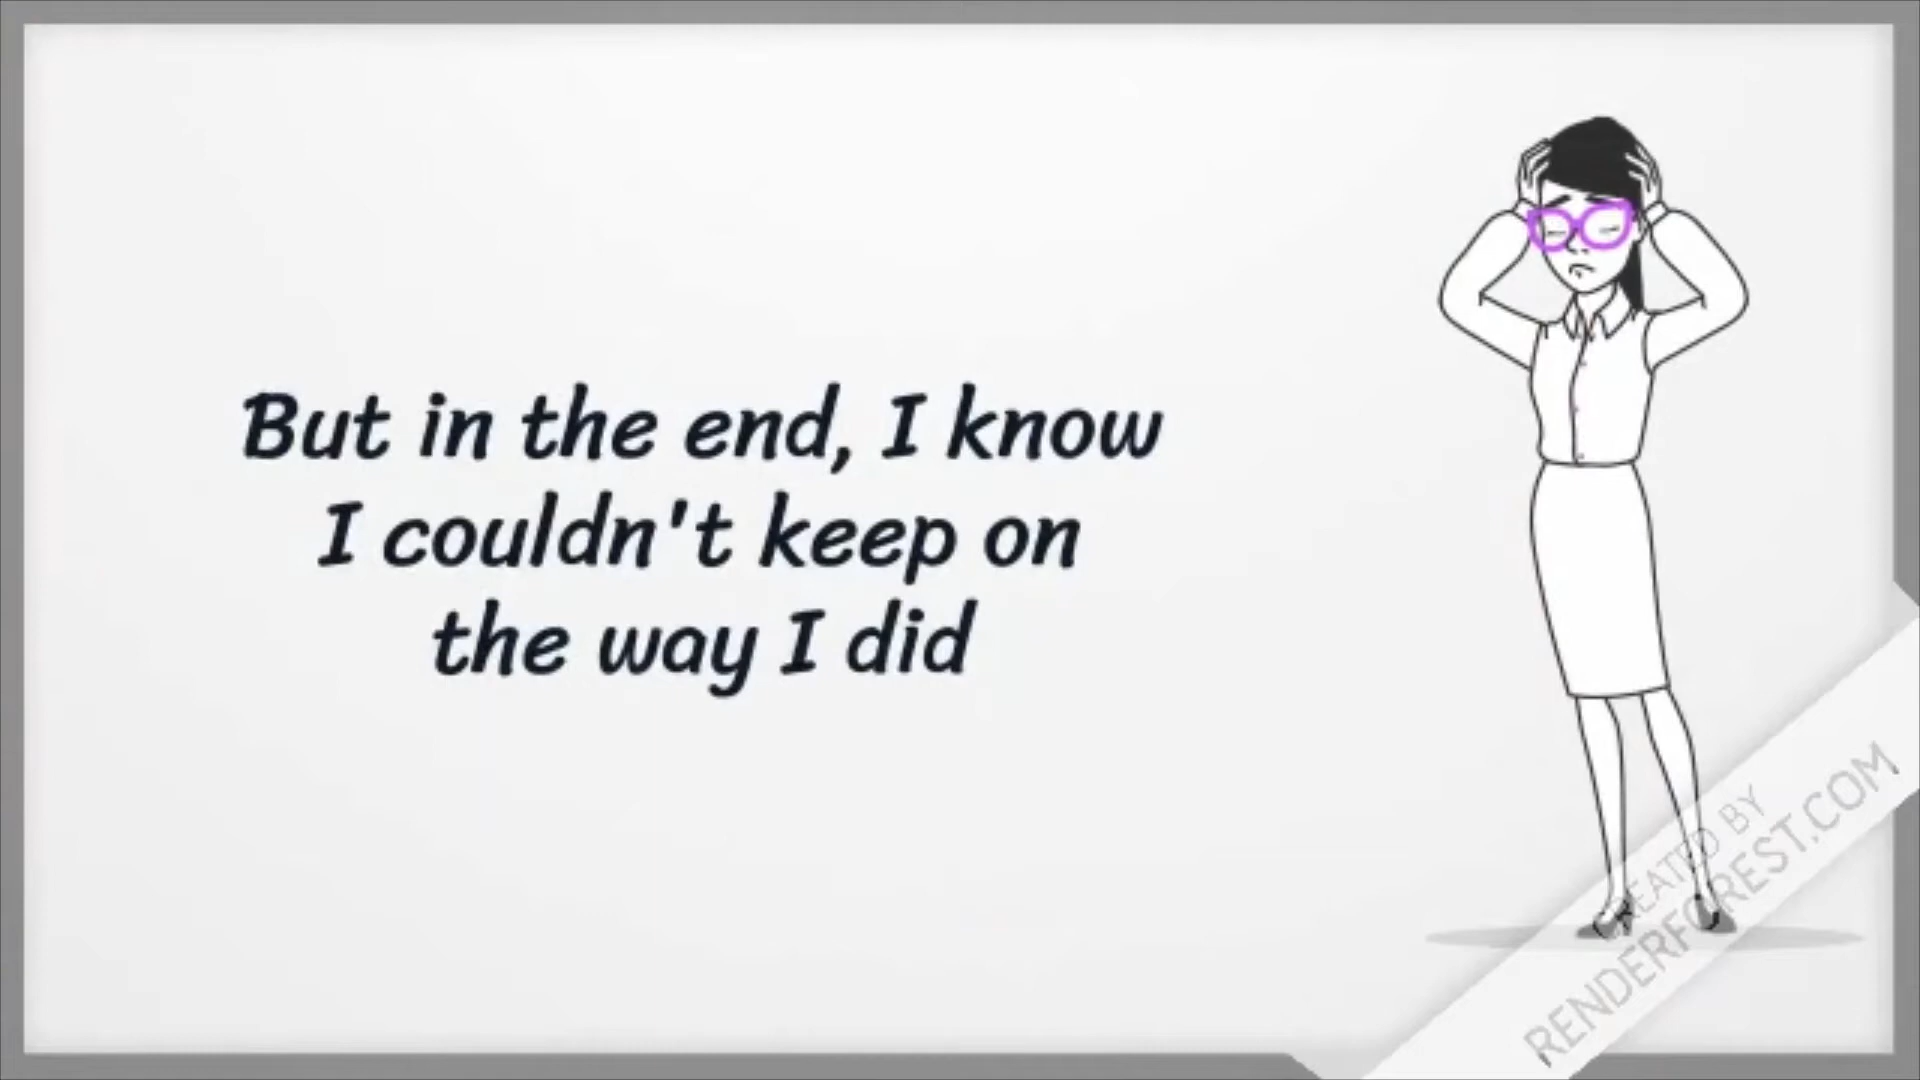 But in the end, I know
I couldn't keep on
the way I did
CREATED BY
RENDERFOREST.COM